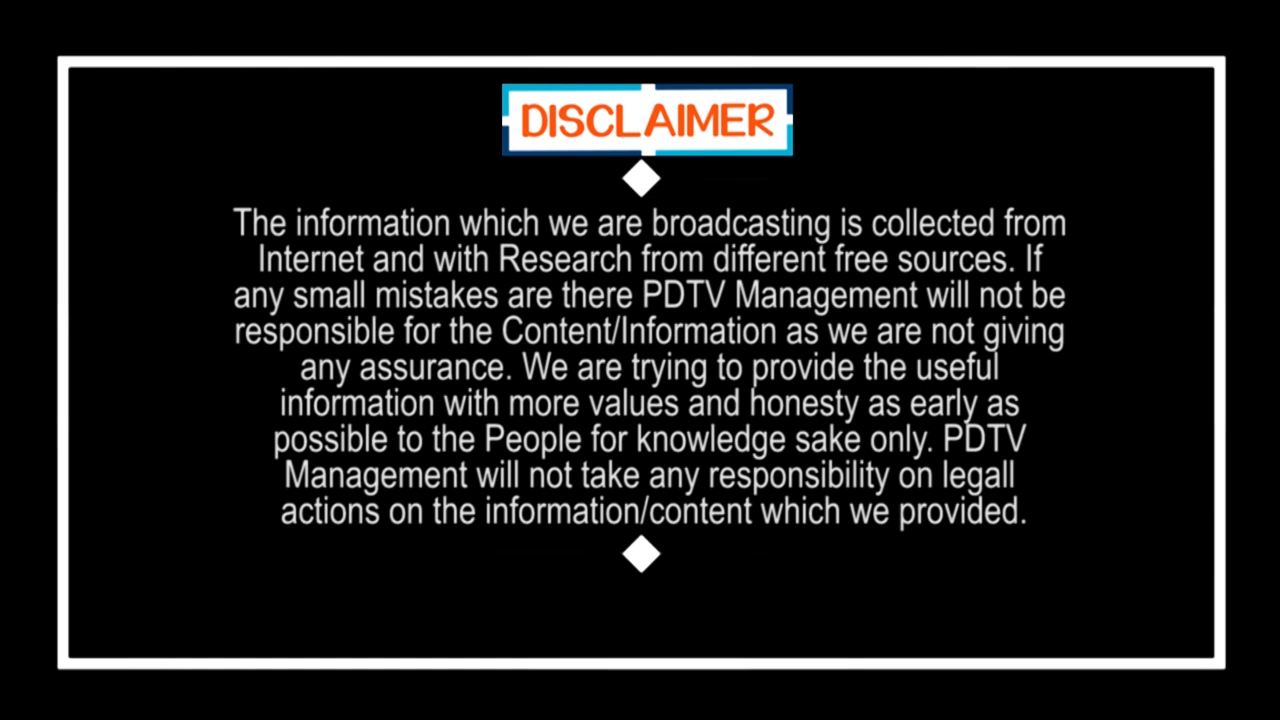 DISCLAIMER
The information which we are broadcasting is collected from
Internet and with Research from different free sources. If
any small mistakes are there PDTV Management will not be
responsible for the Content/Information as we are not giving
any assurance. We are trying to provide the useful
information with more values and honesty as early as
possible to the People for knowledge sake only. PDTV
Management will not take any responsibility on legall
actions on the information/content which we provided.